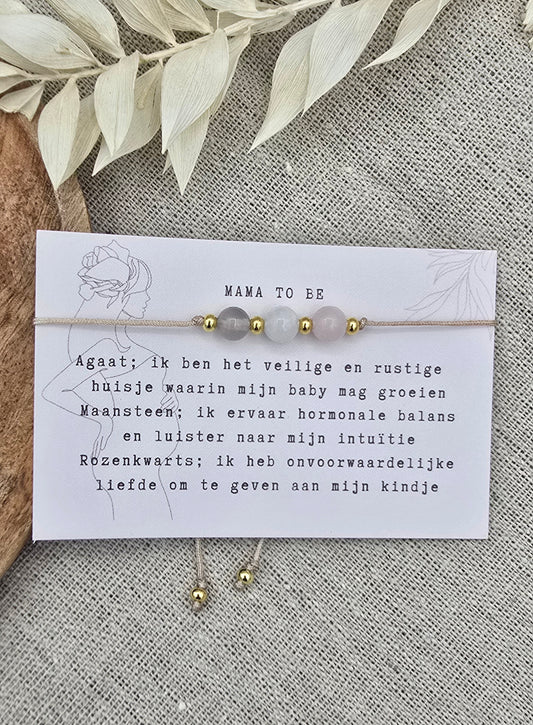 MAMA TO BE
Agaat; ik ben het veilige en rustige
huisje waarin mijn baby mag groeien
Maansteen; ik ervaar hormonale balans
en luister naar mijn intuïtie
Rozenkwarts; ik heb onvoorwaardelijke
liefde om te geven aan mijn kindje